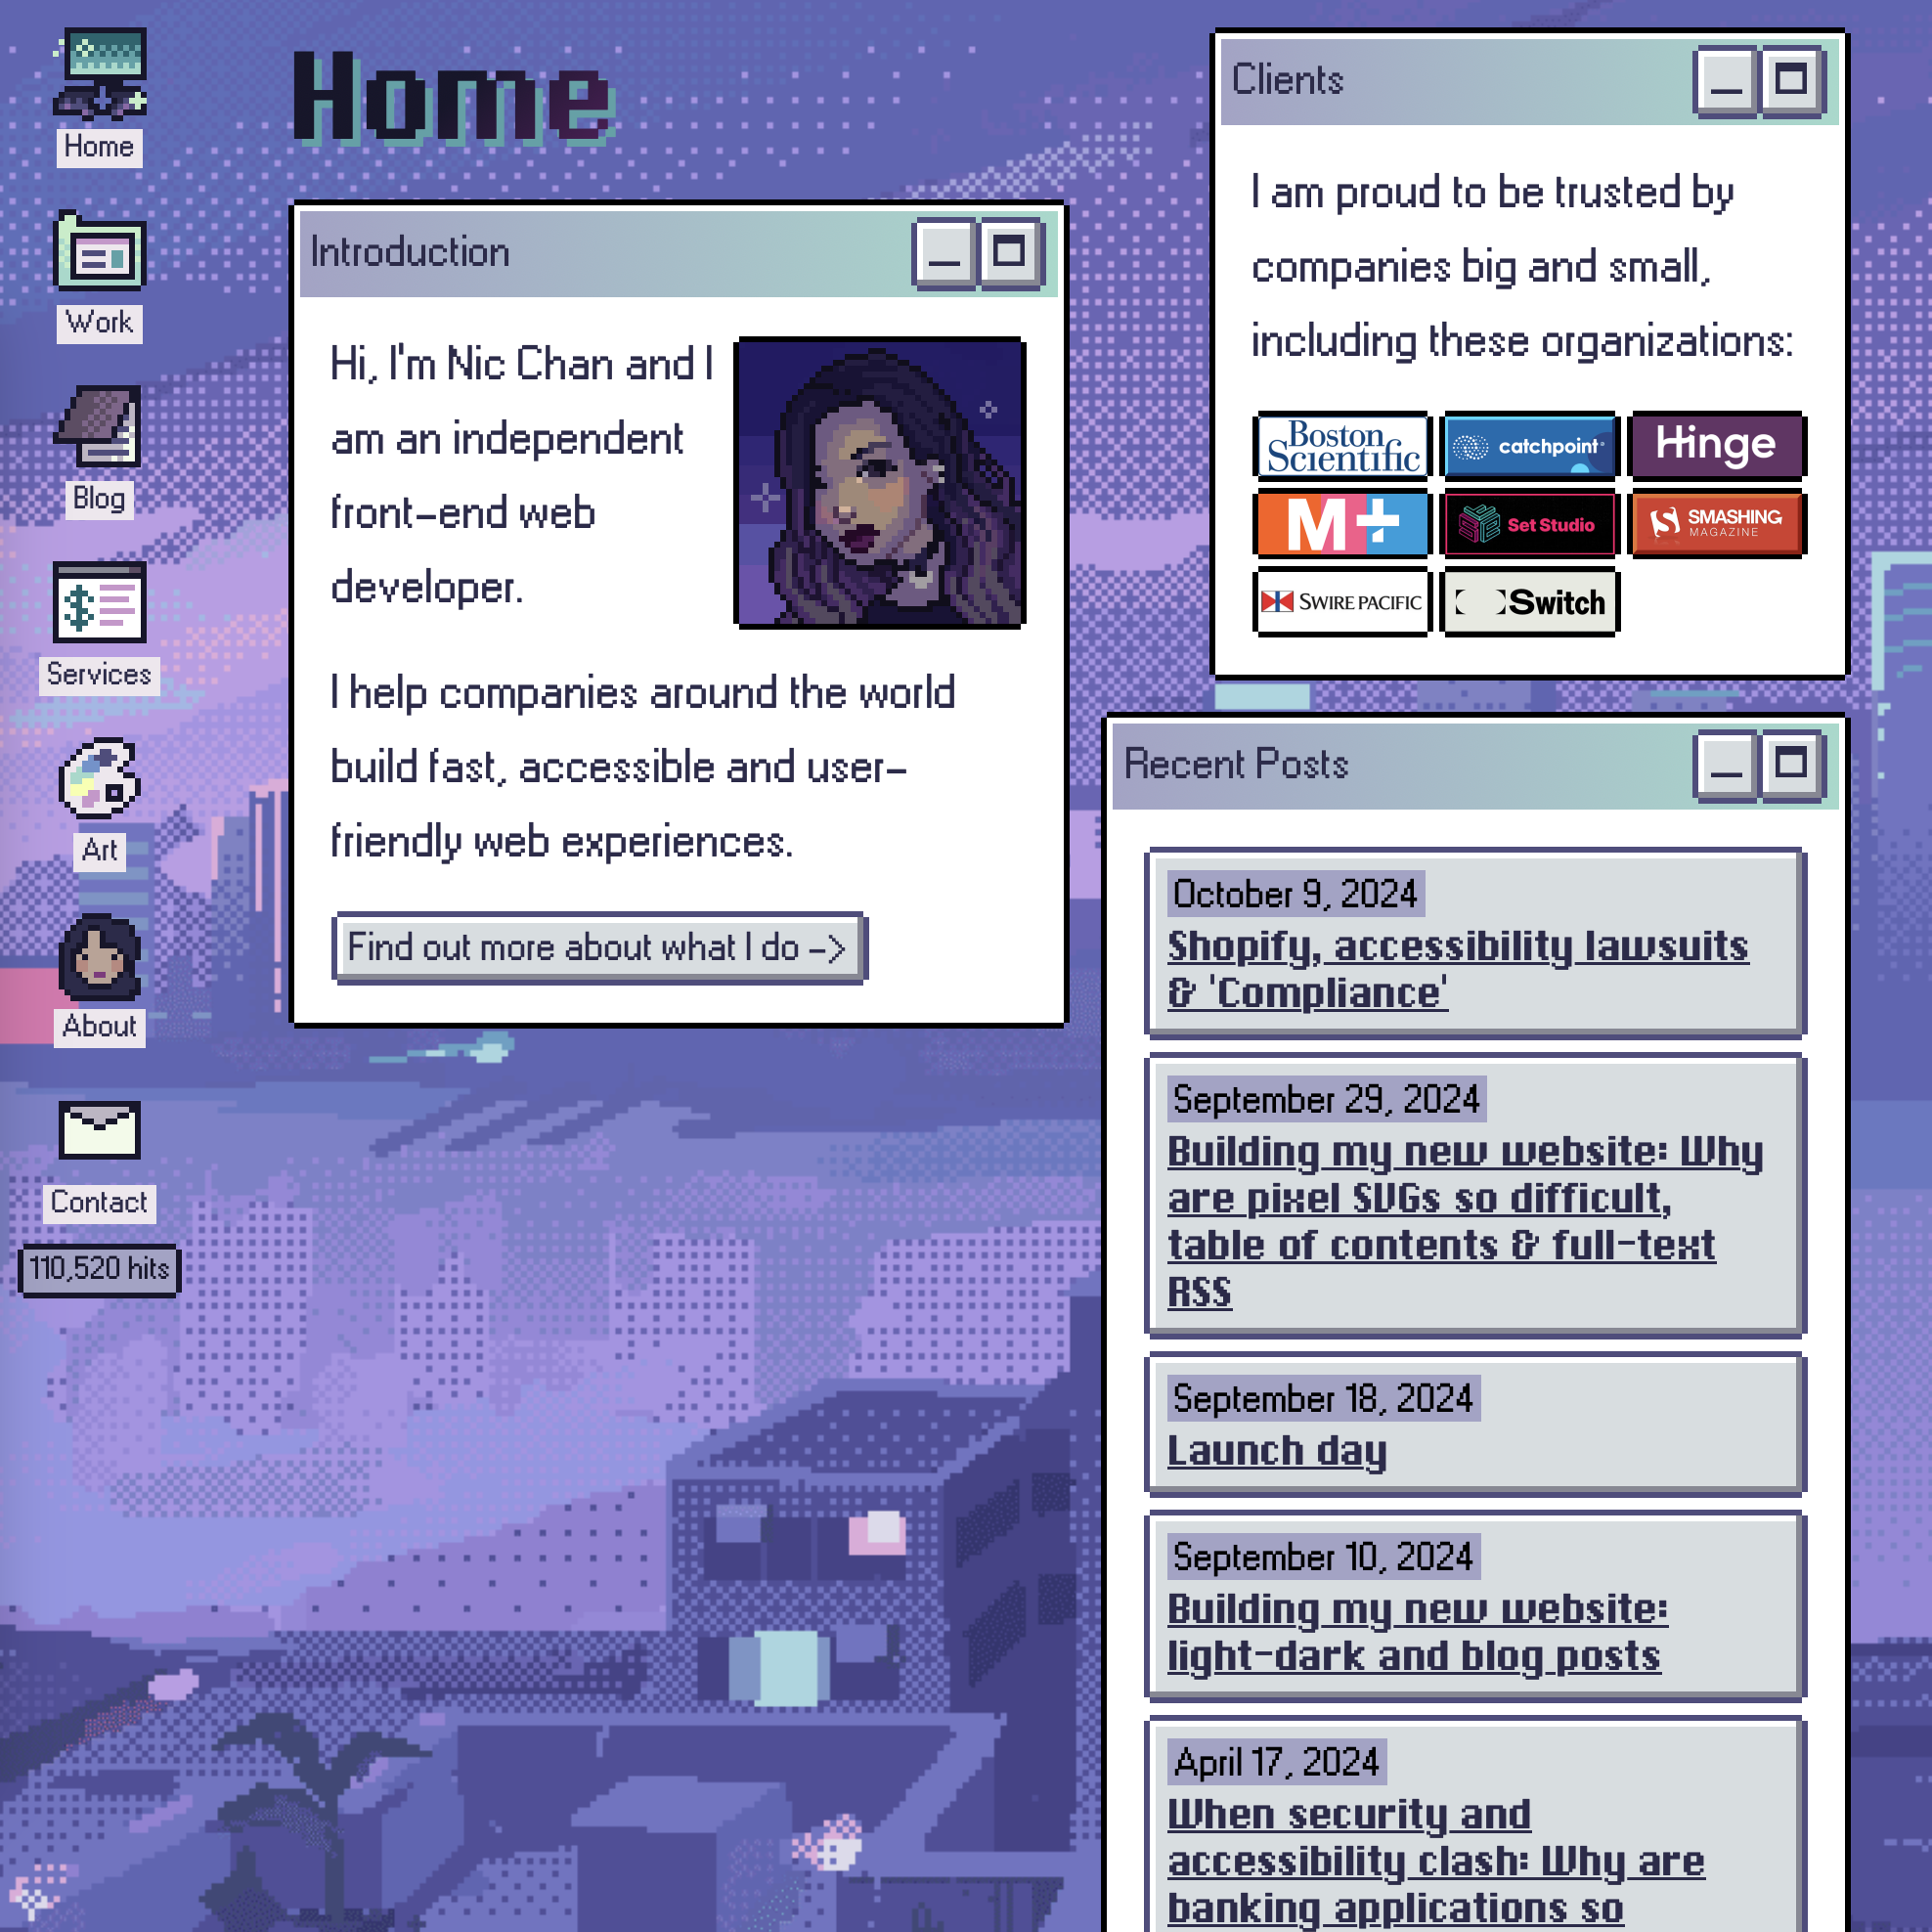 Home
Work
Blog
Services
Art
About
Contact
110,520 hits
Home
Introduction
Hi, I'm Nic Chan and I
am an independent
front-end web
developer.
I help companies around the world
build fast, accessible and user-
friendly web experiences.
Find out more about what I do ->
Clients
I am proud to be trusted by
companies big and small,
including these organizations:
Boston
Scientific
catchpoint
Hinge
M+
Set Studio
SMASHING
MAGAZINE
SWIRE PACIFIC
Switch
Recent Posts
October 9, 2024
Shopify, accessibility lawsuits
& 'Compliance'
September 29, 2024
Building my new website: Why
are pixel SVGs so difficult,
table of contents & full-text
RSS
September 18, 2024
Launch day
September 10, 2024
Building my new website:
light-dark and blog posts
April 17, 2024
When security and
accessibility clash: Why are
banking applications so